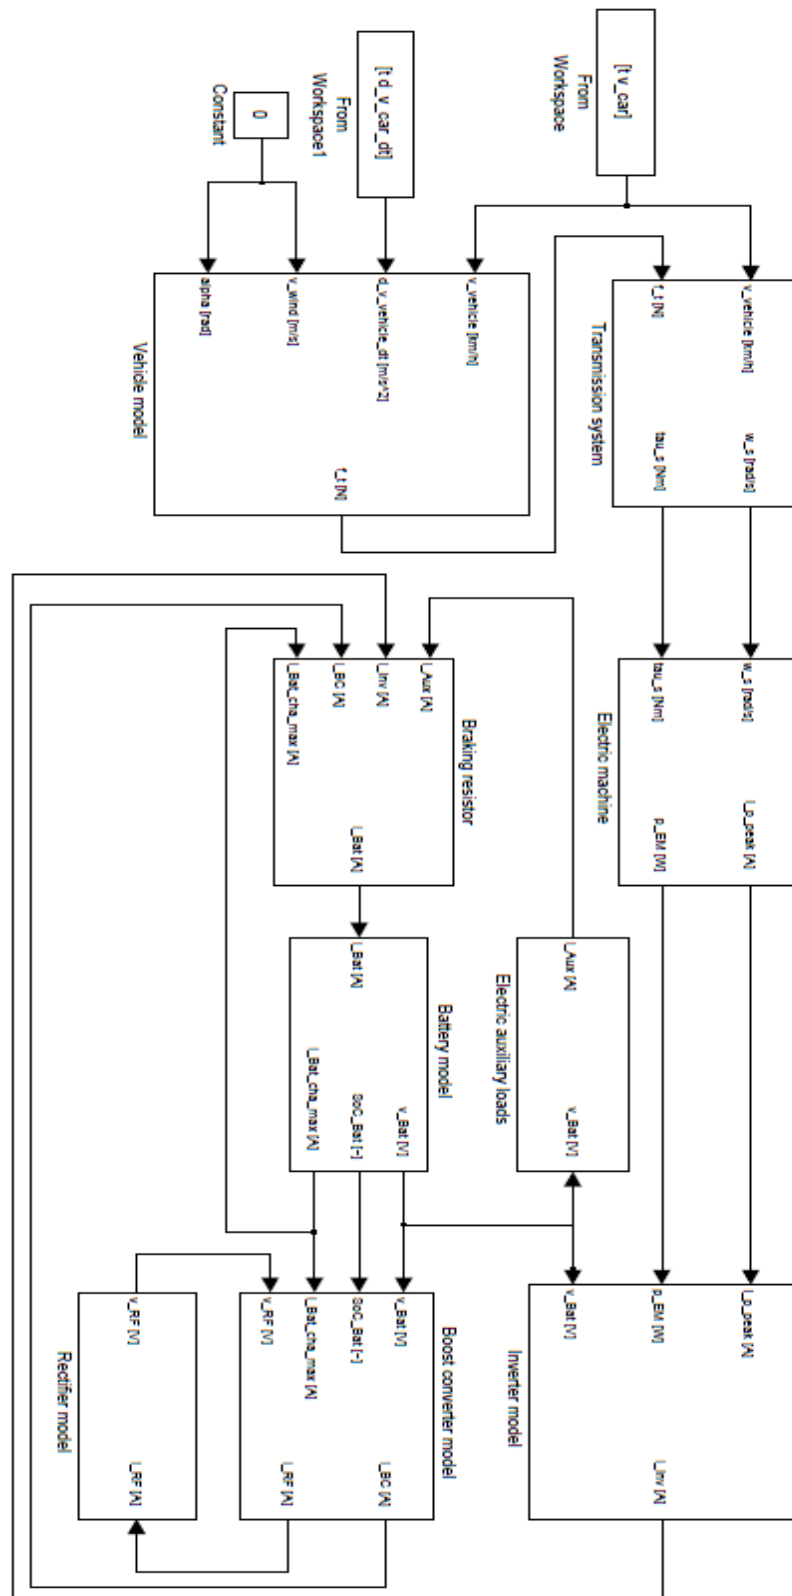 [t v_car]
From
Workspace
[t d_v_car_dt]
From
Workspace1
0
Constant
v_vehicle [km/h]
f_t [N]
w_s [rad/s]
tau_s [Nm]
Transmission system
w_s [rad/s]
tau_s [Nm]
I_p_peak [A]
p_EM [W]
Electric machine
I_p_peak [A]
p_EM [W]
v_Bat [V]
I_Inv [A]
Inverter model
v_vehicle [km/h]
d_v_vehicle_dt [m/s^2]
v_wind [m/s]
alpha [rad]
f_t [N]
Vehicle model
I_Aux [A]
v_Bat [V]
Electric auxiliary loads
Braking resistor
I_Aux [A]
I_Inv [A]
I_BC [A]
I_Bat_cha_max [A]
I_Bat [A]
Battery model
I_Bat [A]
v_Bat [V]
SoC_Bat [-]
I_Bat_cha_max [A]
Boost converter model
v_Bat [V]
SoC_Bat [-]
I_Bat_cha_max [A]
v_RF [V]
I_BC [A]
I_RF [A]
v_RF [V]
I_RF [A]
Rectifier model